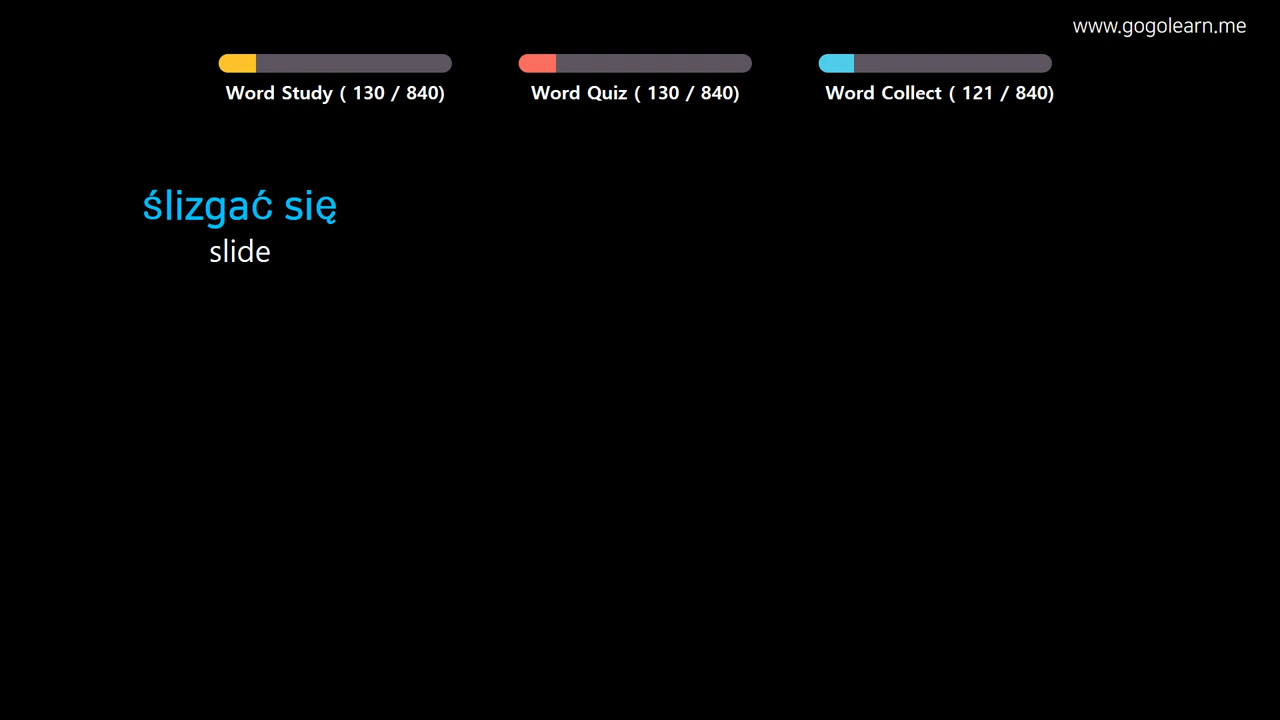 www.gogolearn.me
Word Study ( 130 / 840)
Word Quiz ( 130 / 840)
Word Collect ( 121 / 840)
ślizgać się
slide